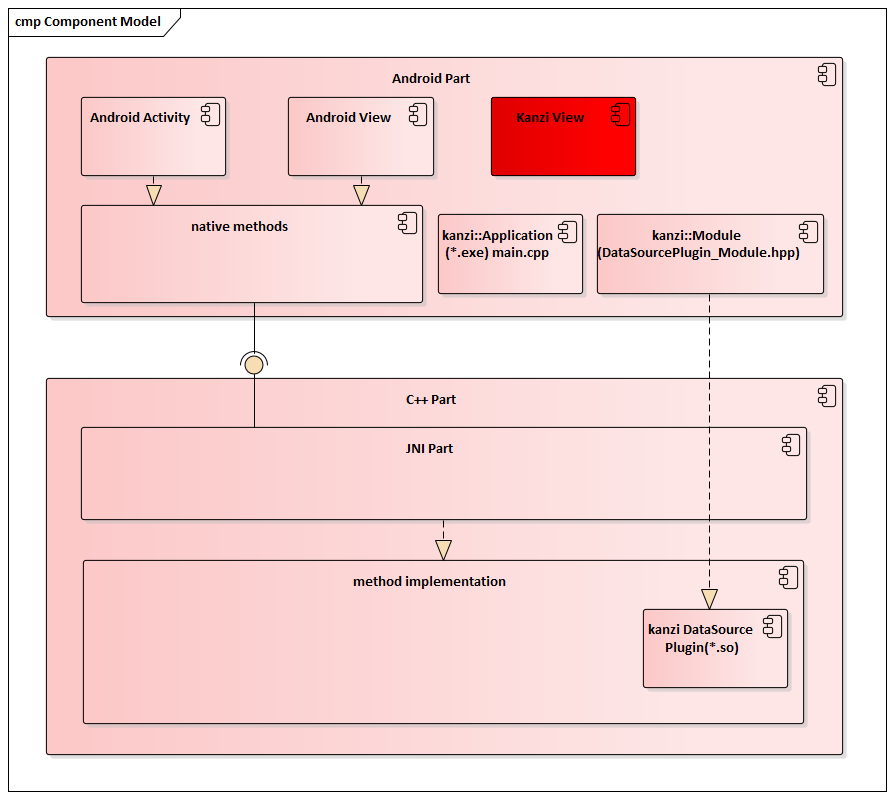 cmp Component Model
Android Part
Android Activity
Android View
Kanzi View
native methods
kanzi::Application
(*.exe) main.cpp
kanzi::Module
(DataSourcePlugin_Module.hpp)
C++ Part
JNI Part
method implementation
kanzi DataSource
Plugin(*.so)